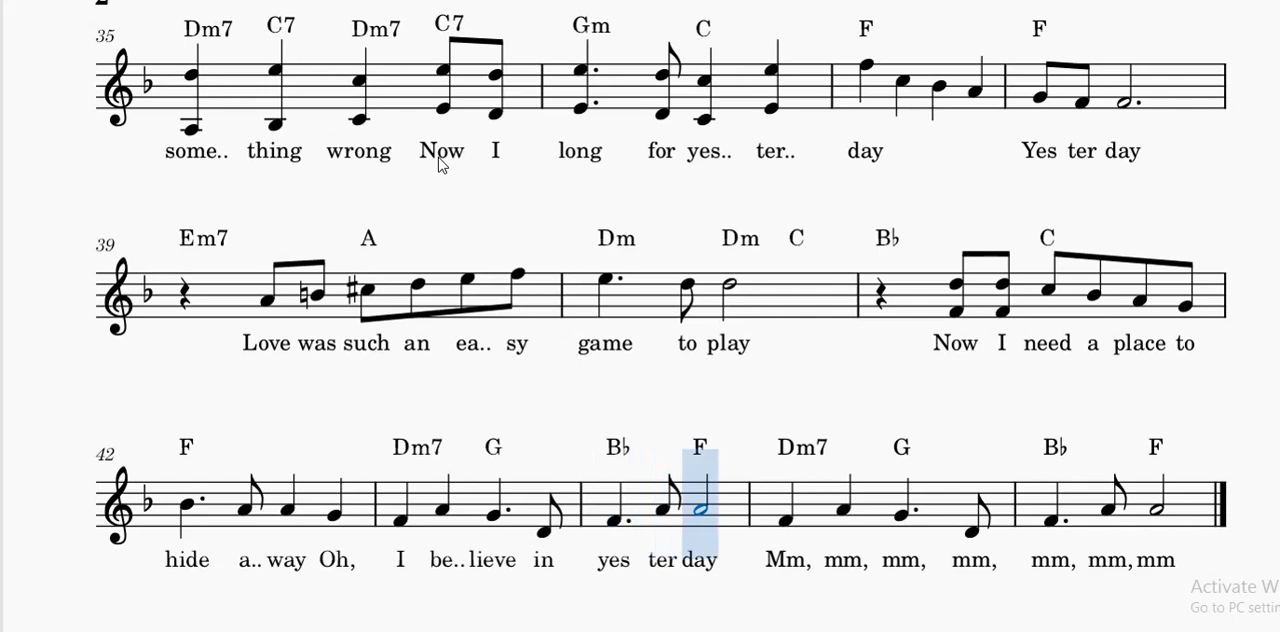 35
Dm7 C7 Dm7 C7 Gm C F F
some.. thing wrong Now I long for yes.. ter.. day Yes ter day
39
Em7 A Dm Dm C B♭ C
Love was such an ea.. sy game to play Now I need a place to
42
F Dm7 G B♭ F Dm7 G B♭ F
hide a.. way Oh, I be.. lieve in yes ter day Mm, mm, mm, mm, mm, mm, mm
Activate W
Go to PC settin